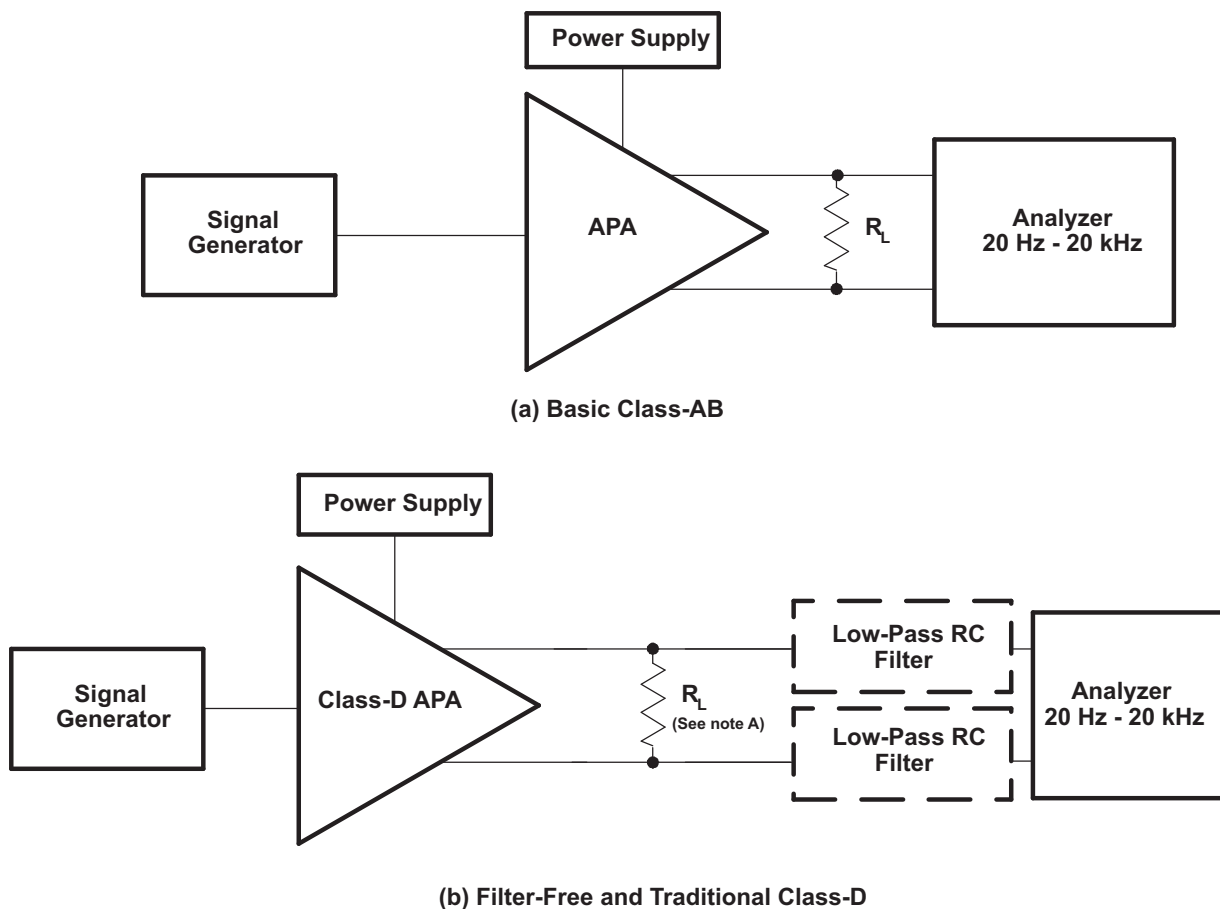 Power Supply
Signal
Generator
APA
RL
Analyzer
20 Hz - 20 kHz
(a) Basic Class-AB
Power Supply
Signal
Generator
Class-D APA
RL
(See note A)
Low-Pass RC
Filter
Low-Pass RC
Filter
Analyzer
20 Hz - 20 kHz
(b) Filter-Free and Traditional Class-D